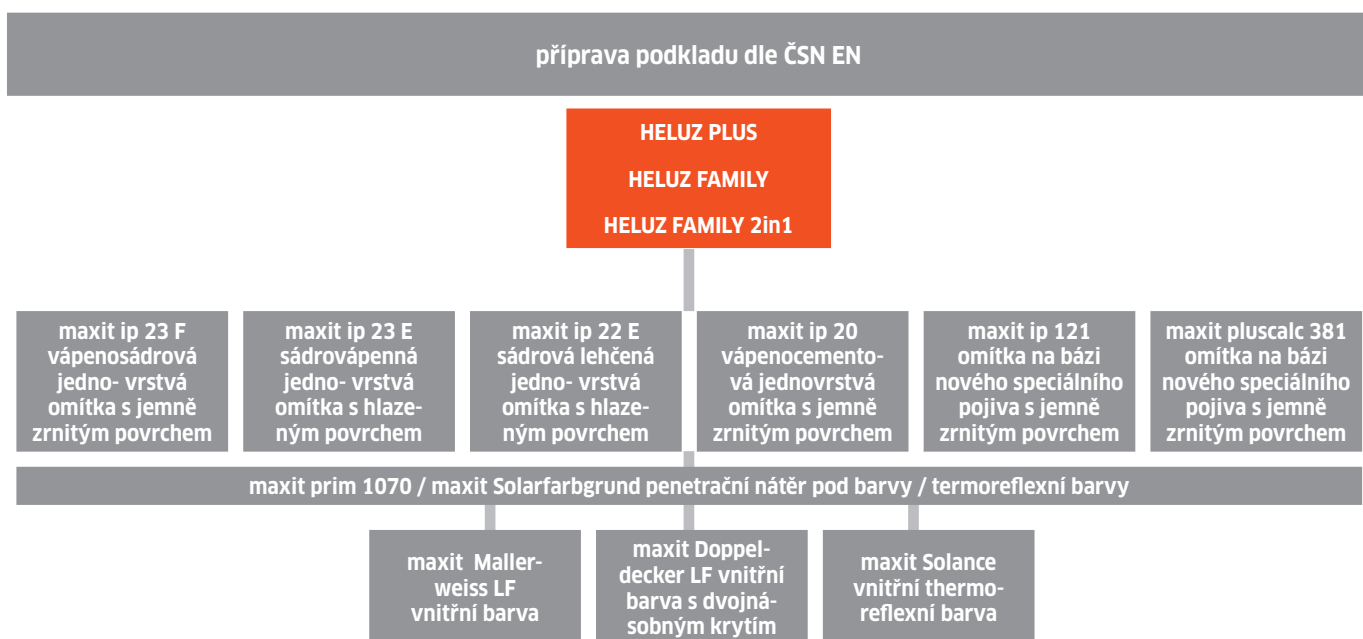 příprava podkladu dle ČSN EN
HELUZ PLUS
HELUZ FAMILY
HELUZ FAMILY 2in1
maxit ip 23 F
vápenosádrová
jedno- vrstvá
omítka s jemně
zrnitým povrchem
maxit ip 23 E
sádrovápenná
jedno- vrstvá
omítka s hlaze-
ným povrchem
maxit ip 22 E
sádrová lehčená
jedno- vrstvá
omítka s hlaze-
ným povrchem
maxit ip 20
vápenocemento-
vá jednovrstvá
omítka s jemně
zrnitým povrchem
maxit ip 121
omítka na bázi
nového speciálního
pojiva s jemně
zrnitým povrchem
maxit pluscalc 381
omítka na bázi
nového speciálního
pojiva s jemně
zrnitým povrchem
maxit prim 1070 / maxit Solarfarbgrund penetrační nátěr pod barvy / termoreflexní barvy
maxit Maller-
weiss LF
vnitřní barva
maxit Doppel-
decker LF vnitřní
barva s dvojná-
sobným krytím
maxit Solance
vnitřní thermo-
reflexní barva